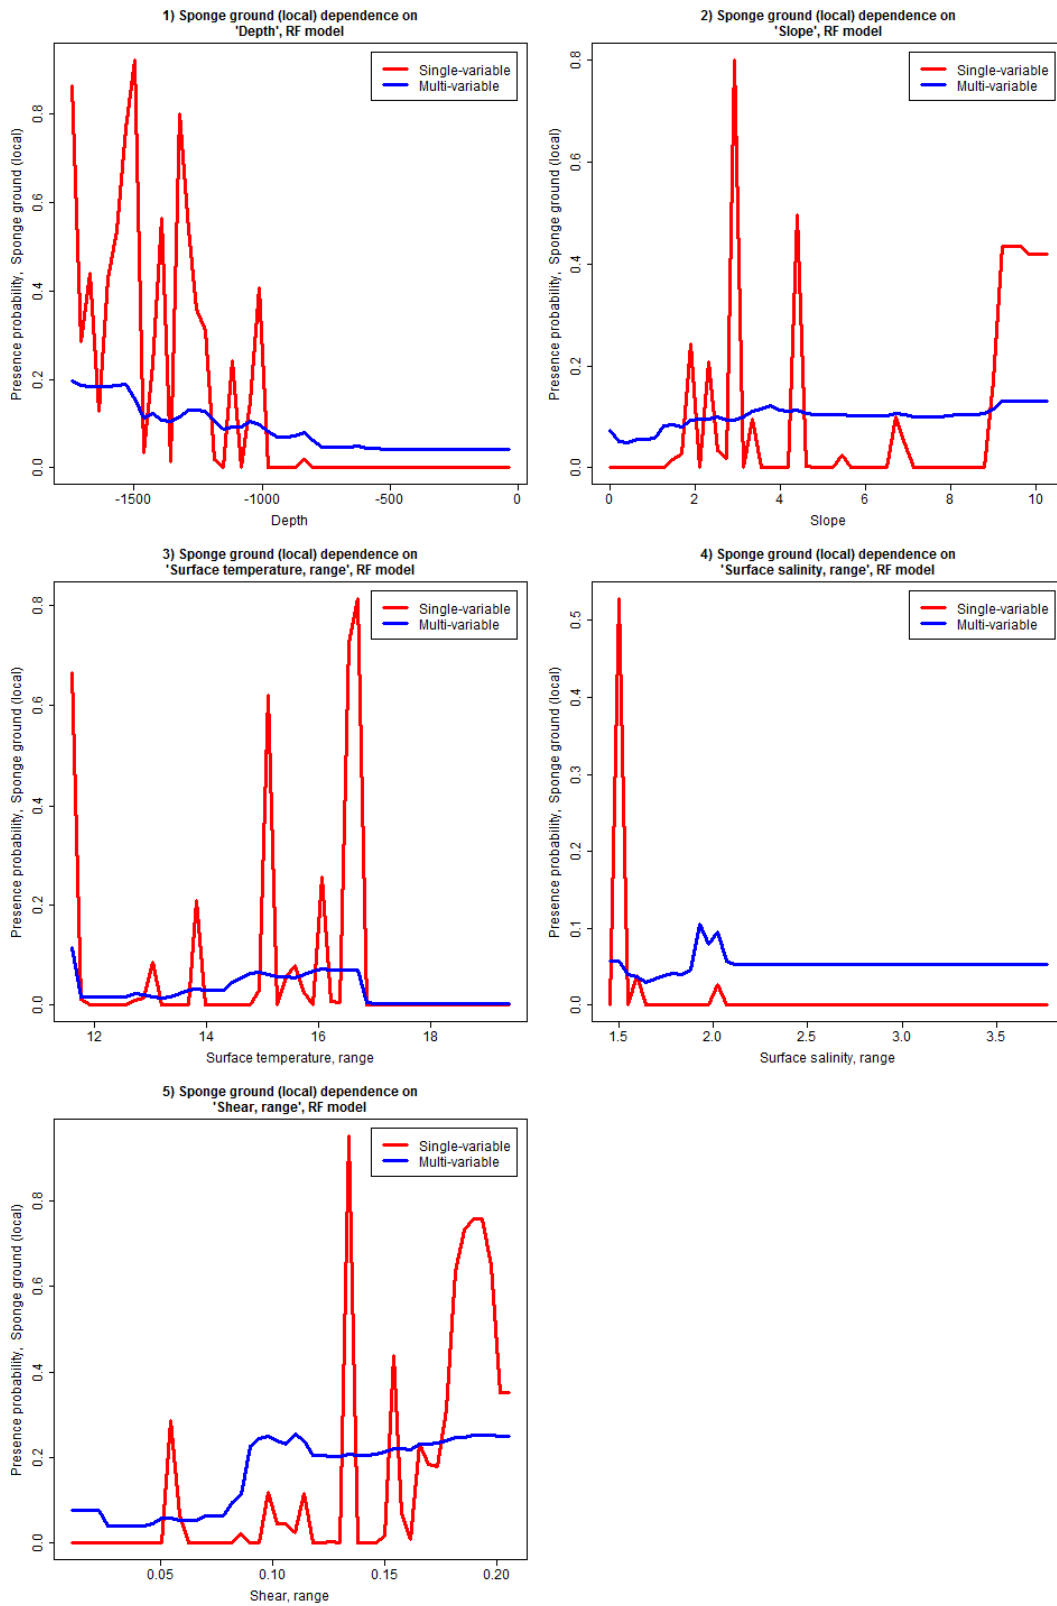 1) Sponge ground (local) dependence on
'Depth', RF model
Single-variable
Multi-variable
Presence probability, Sponge ground (local)
0.0
0.2
0.4
0.6
0.8
-1500
-1000
-500
0
Depth
2) Sponge ground (local) dependence on
'Slope', RF model
Single-variable
Multi-variable
Presence probability, Sponge ground (local)
0.0
0.2
0.4
0.6
0.8
0
2
4
6
8
10
Slope
3) Sponge ground (local) dependence on
'Surface temperature, range', RF model
Single-variable
Multi-variable
Presence probability, Sponge ground (local)
0.0
0.2
0.4
0.6
0.8
12
14
16
18
Surface temperature, range
4) Sponge ground (local) dependence on
'Surface salinity, range', RF model
Single-variable
Multi-variable
Presence probability, Sponge ground (local)
0.0
0.1
0.2
0.3
0.4
0.5
1.5
2.0
2.5
3.0
3.5
Surface salinity, range
5) Sponge ground (local) dependence on
'Shear, range', RF model
Single-variable
Multi-variable
Presence probability, Sponge ground (local)
0.0
0.2
0.4
0.6
0.8
0.05
0.10
0.15
0.20
Shear, range